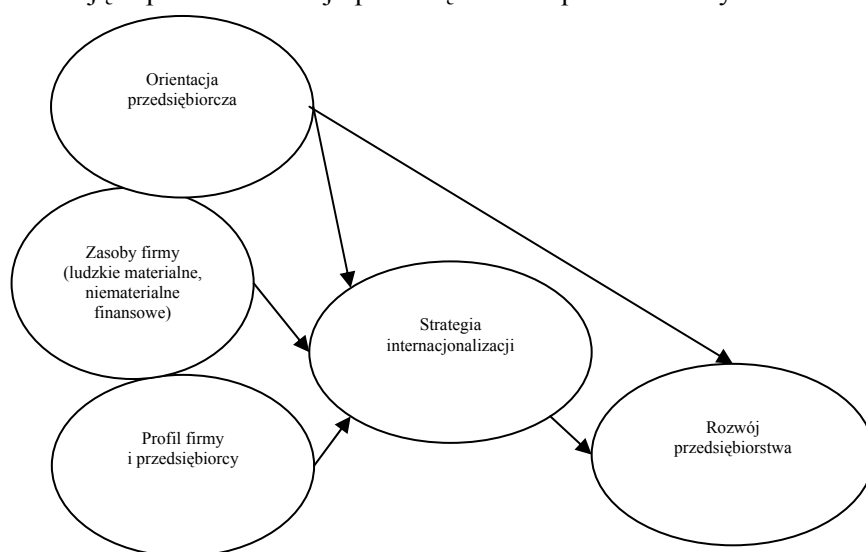 Orientacja
przedsiębiorcza
Zasoby firmy
(ludzkie materialne,
niematerialne
finansowe)
Strategia
internacjonalizacji
Profil firmy
i przedsiębiorcy
Rozwój
przedsiębiorstwa